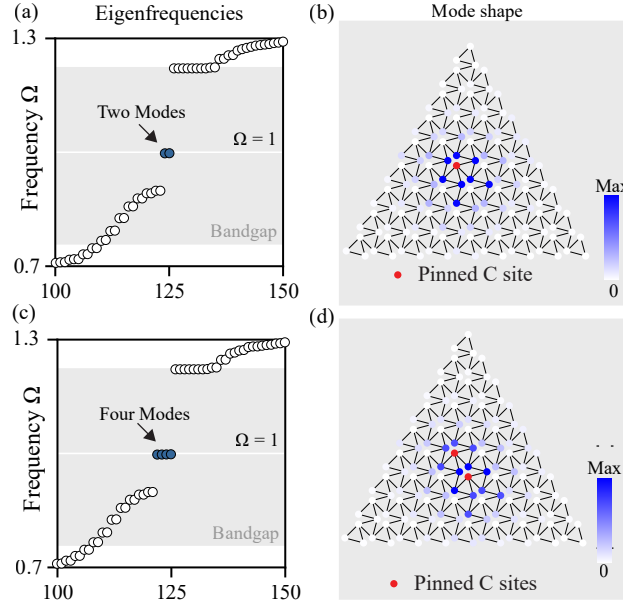 (a) Eigenfrequencies
(b) Mode shape
1.3
Two Modes
Ω = 1
Frequency Ω
Bandgap
0.7
100 125 150
Max
0
Pinned C site
(c)
(d)
1.3
Four Modes
Ω = 1
Frequency Ω
Bandgap
0.7
100 125 150
Max
0
Pinned C sites